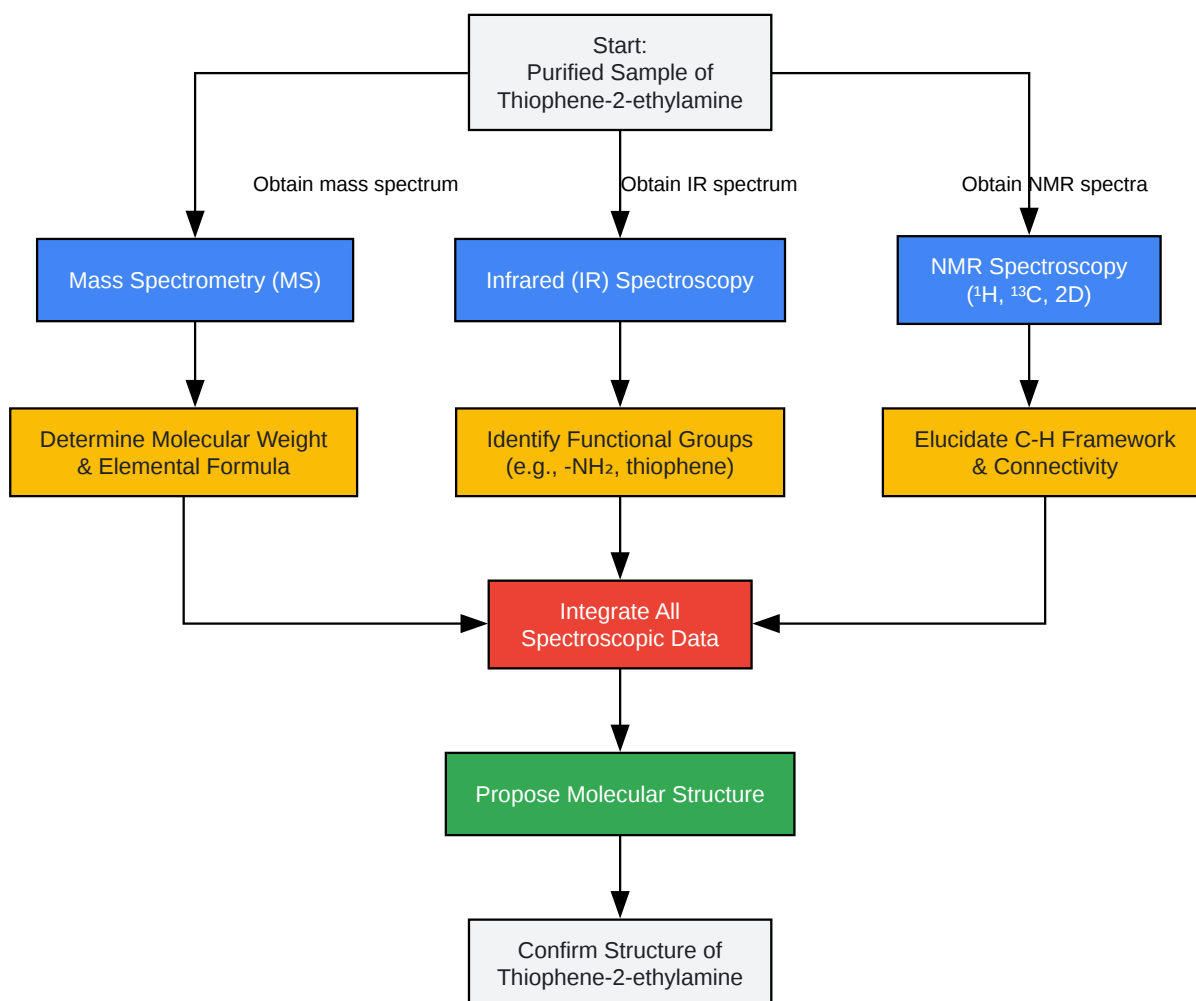 Start:
Purified Sample of
Thiophene-2-ethylamine
Obtain mass spectrum
Obtain IR spectrum
Obtain NMR spectra
Mass Spectrometry (MS)
Infrared (IR) Spectroscopy
NMR Spectroscopy
(¹H, ¹³C, 2D)
Determine Molecular Weight
& Elemental Formula
Identify Functional Groups
(e.g., -NH₂, thiophene)
Elucidate C-H Framework
& Connectivity
Integrate All
Spectroscopic Data
Propose Molecular Structure
Confirm Structure of
Thiophene-2-ethylamine